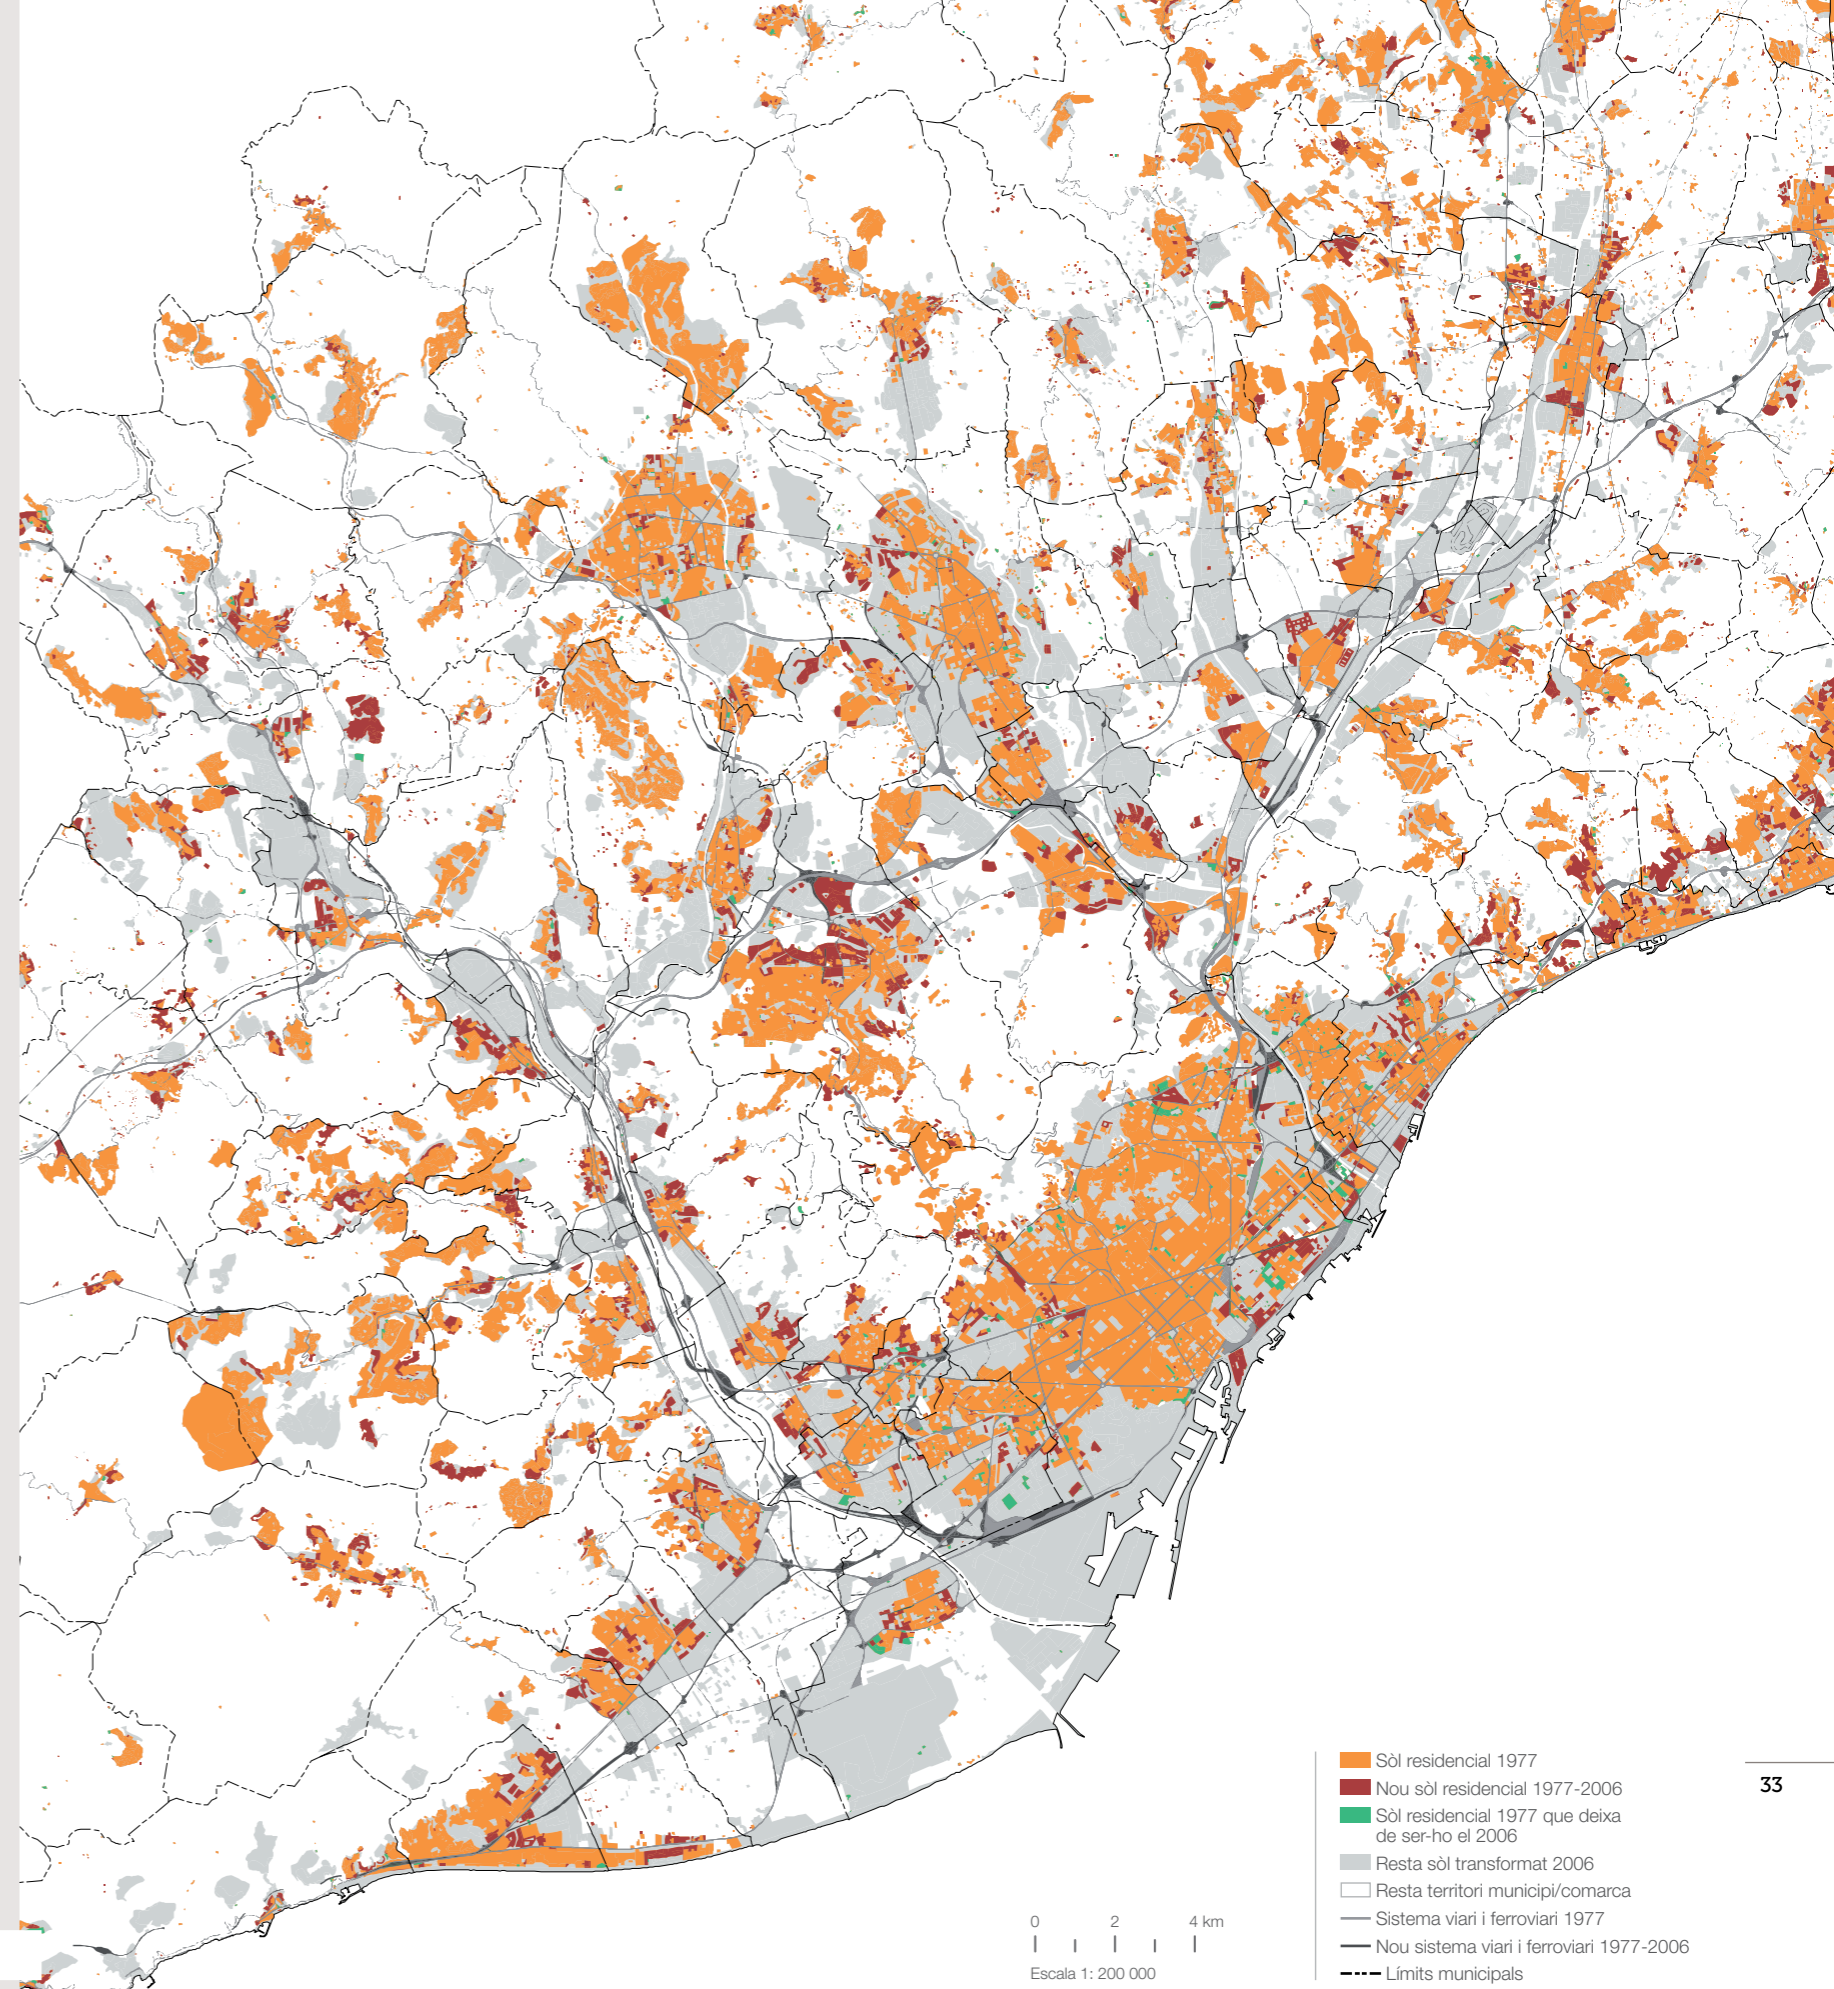 Sòl residencial 1977
Nou sòl residencial 1977-2006
Sòl residencial 1977 que deixa
de ser-ho el 2006
Resta sòl transformat 2006
Resta territori municipi/comarca
Sistema viari i ferroviari 1977
Nou sistema viari i ferroviari 1977-2006
Límits municipals
33
0 2 4 km
Escala 1: 200 000